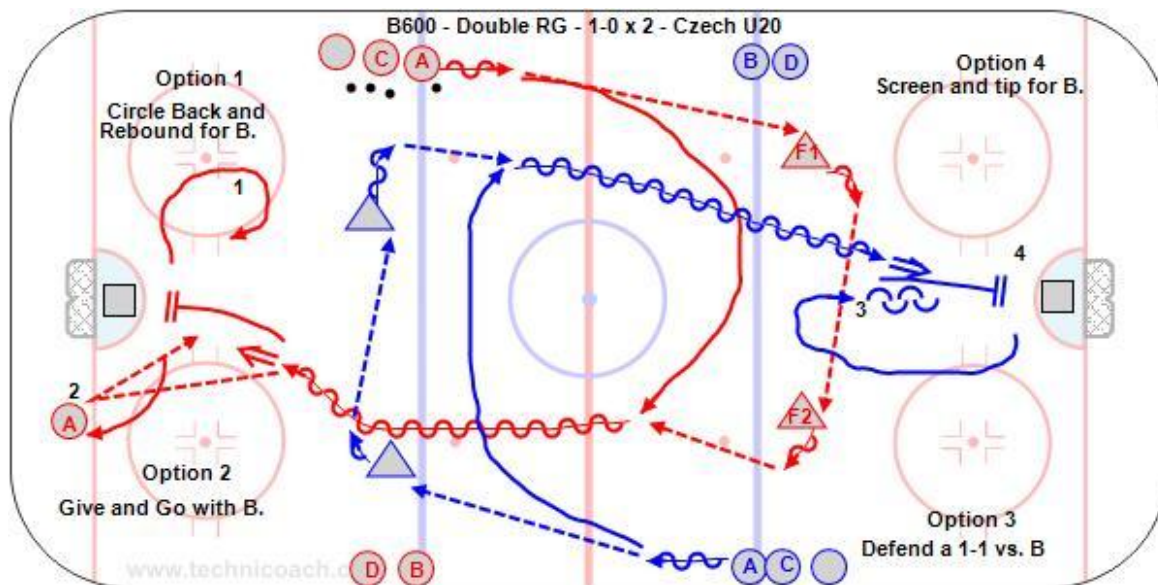 B600 - Double RG - 1-0 x 2 - Czech U20
C A
B D
Option 1
Circle Back and
Rebound for B.
Option 4
Screen and tip for B.
F1
1
4
3
2
A
F2
Option 2
Give and Go with B.
Option 3
Defend a 1-1 vs. B
D B
A C
www.technicoach.c